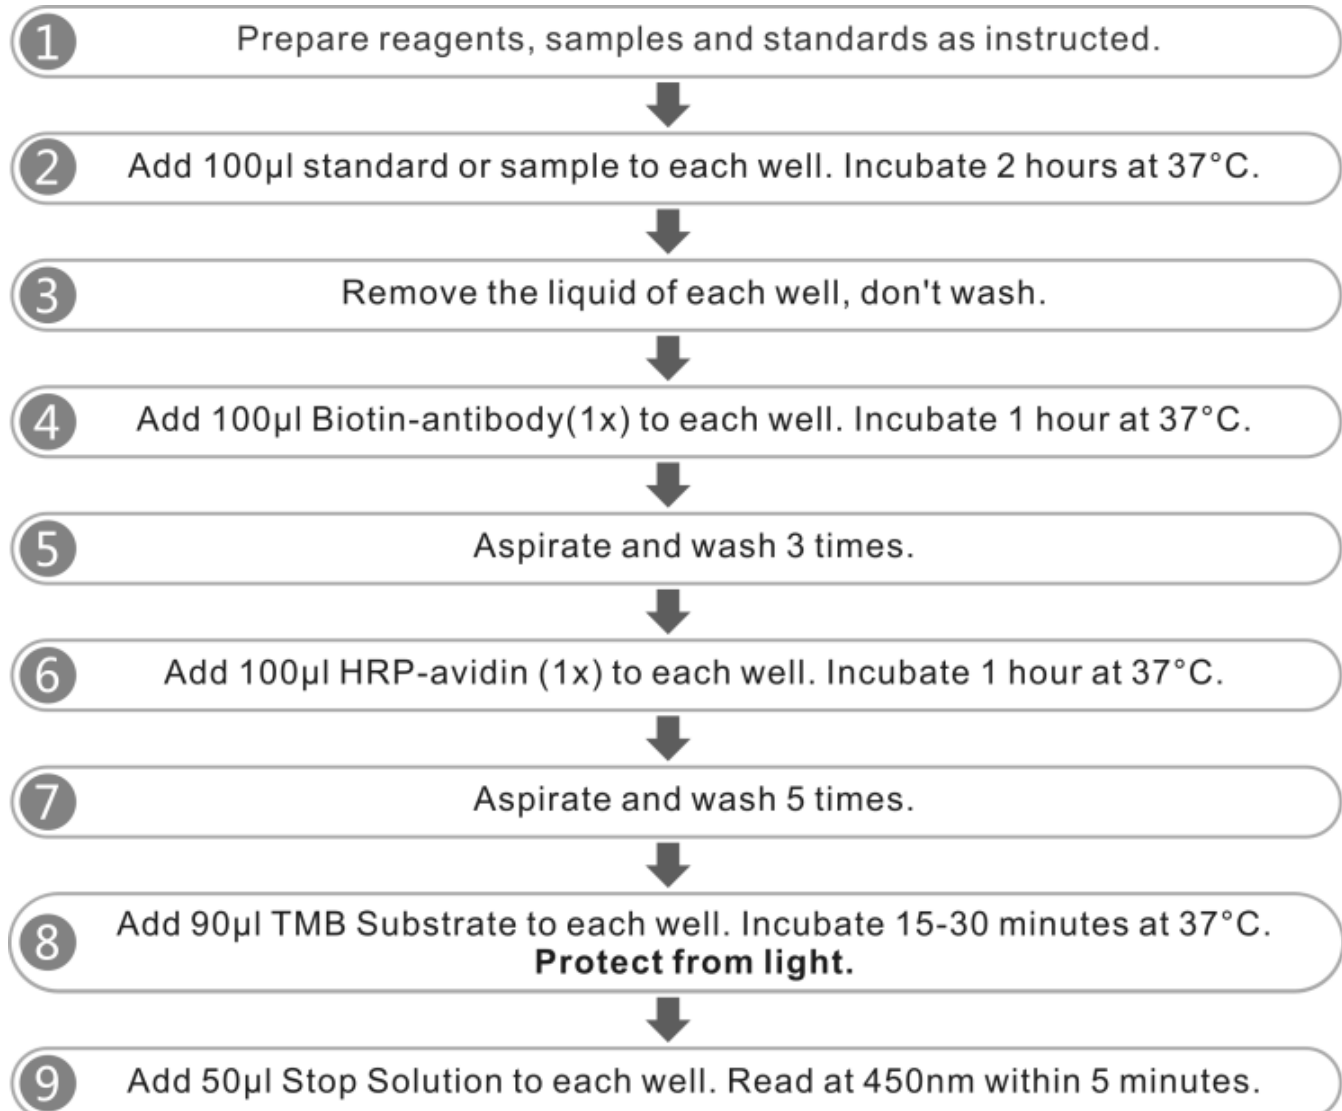 1 Prepare reagents, samples and standards as instructed.
2 Add 100µl standard or sample to each well. Incubate 2 hours at 37°C.
3 Remove the liquid of each well, don't wash.
4 Add 100µl Biotin-antibody(1x) to each well. Incubate 1 hour at 37°C.
5 Aspirate and wash 3 times.
6 Add 100µl HRP-avidin (1x) to each well. Incubate 1 hour at 37°C.
7 Aspirate and wash 5 times.
8 Add 90µl TMB Substrate to each well. Incubate 15-30 minutes at 37°C.
Protect from light.
9 Add 50µl Stop Solution to each well. Read at 450nm within 5 minutes.